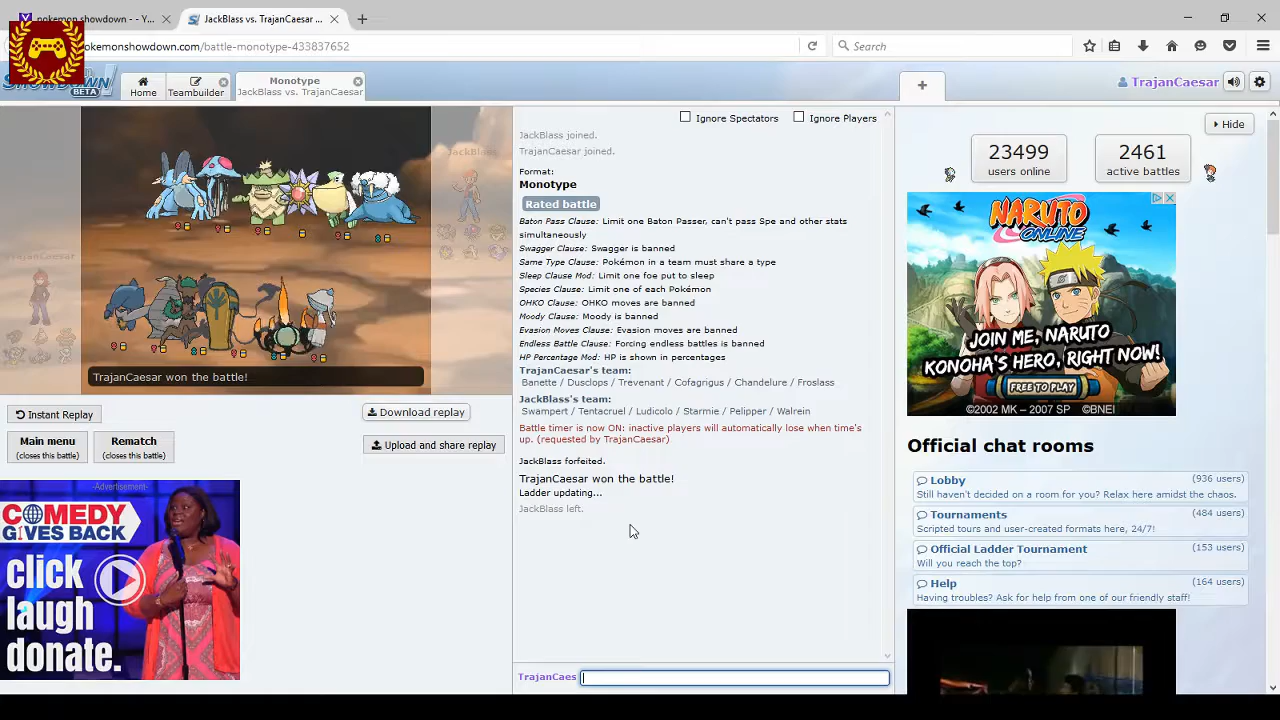 pokemon showdown - - Y...
JackBlass vs. TrajanCaesar ...
okemonshowdown.com/battle-monotype-433837652
Search
BETA
Home
Teambuilder
Monotype
JackBlass vs. TrajanCaesar
+
TrajanCaesar
JackBlass
TrajanCaesar
TrajanCaesar won the battle!
Instant Replay
Download replay
Main menu
(closes this battle)
Rematch
(closes this battle)
Upload and share replay
-Advertisement-
COMEDY
GIVES BACK
click
laugh
donate.
Ignore Spectators
Ignore Players
JackBlass joined.
TrajanCaesar joined.
Format:
Monotype
Rated battle
Baton Pass Clause: Limit one Baton Passer, can't pass Spe and other stats
simultaneously
Swagger Clause: Swagger is banned
Same Type Clause: Pokémon in a team must share a type
Sleep Clause Mod: Limit one foe put to sleep
Species Clause: Limit one of each Pokémon
OHKO Clause: OHKO moves are banned
Moody Clause: Moody is banned
Evasion Moves Clause: Evasion moves are banned
Endless Battle Clause: Forcing endless battles is banned
HP Percentage Mod: HP is shown in percentages
TrajanCaesar's team:
Banette / Dusclops / Trevenant / Cofagrigus / Chandelure / Froslass
JackBlass's team:
Swampert / Tentacruel / Ludicolo / Starmie / Pelipper / Walrein
Battle timer is now ON: inactive players will automatically lose when time's
up. (requested by TrajanCaesar)
JackBlass forfeited.
TrajanCaesar won the battle!
Ladder updating...
JackBlass left.
TrajanCaes
Hide
23499
users online
2461
active battles
NARUTO
ONLINE
JOIN ME, NARUTO
KONOHA'S HERO, RIGHT NOW!
FREE TO PLAY
©2002 MK – 2007 SP ©BNEI
Official chat rooms
Lobby
(936 users)
Still haven't decided on a room for you? Relax here amidst the chaos.
Tournaments
(484 users)
Scripted tours and user-created formats here, 24/7!
Official Ladder Tournament
(153 users)
Will you reach the top?
Help
(164 users)
Having troubles? Ask for help from one of our friendly staff!